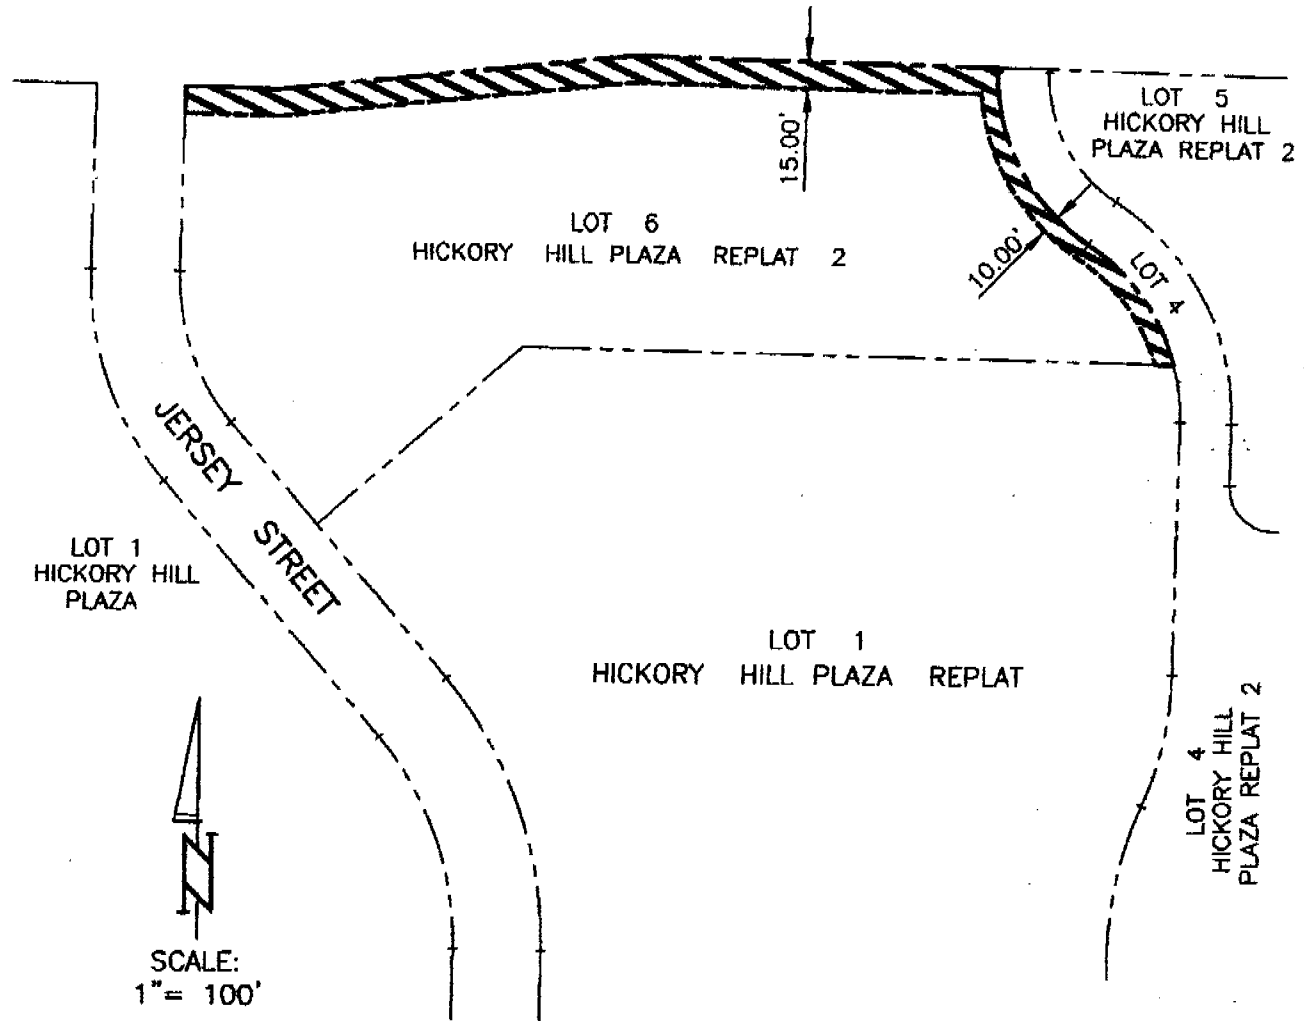 LOT 5
HICKORY HILL
PLAZA REPLAT 2
15.00'
LOT 6
HICKORY HILL PLAZA REPLAT 2
10.00'
LOT 4
JERSEY STREET
LOT 1
HICKORY HILL
PLAZA
LOT 1
HICKORY HILL PLAZA REPLAT
LOT 4
HICKORY HILL
PLAZA REPLAT 2
N
SCALE:
1"= 100'